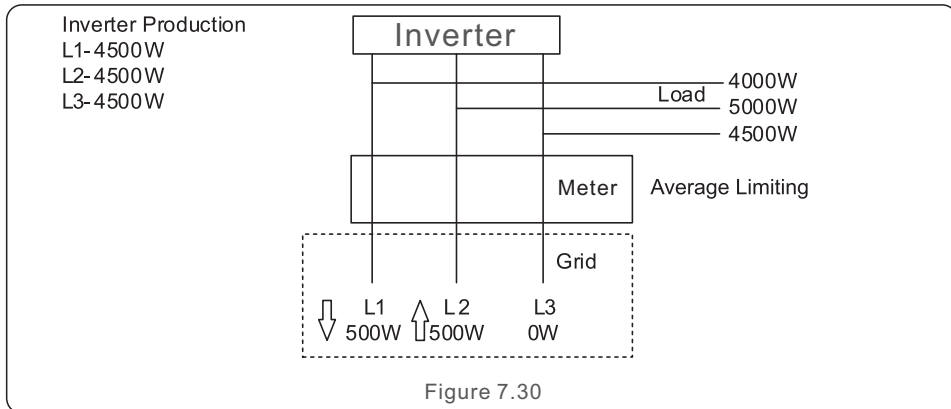 Inverter Production
L1-4500W
L2-4500W
L3-4500W
Inverter
4000W
Load
5000W
4500W
Meter
Average Limiting
Grid
L1 L2 L3
500W 500W 0W
Figure 7.30